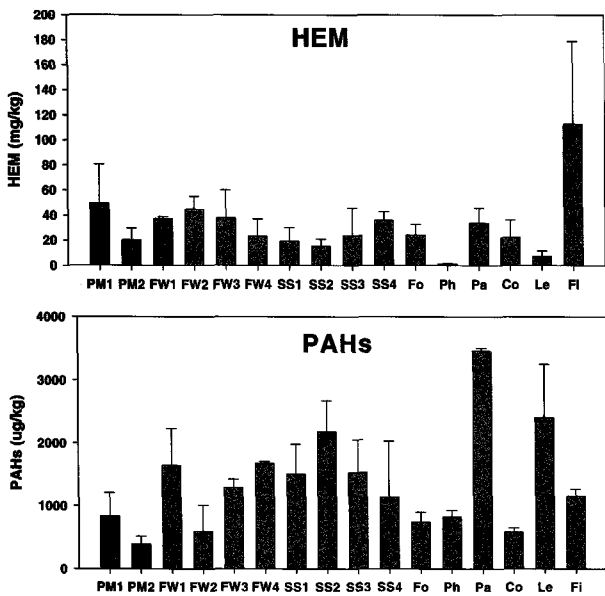 HEM
HEM (mg/kg)
200
180
160
140
120
100
80
60
40
20
0
PM1 PM2 FW1 FW2 FW3 FW4 SS1 SS2 SS3 SS4 Fo Ph Pa Co Le Fi
PAHs
PAHs (ug/kg)
4000
3000
2000
1000
0
PM1 PM2 FW1 FW2 FW3 FW4 SS1 SS2 SS3 SS4 Fo Ph Pa Co Le Fi